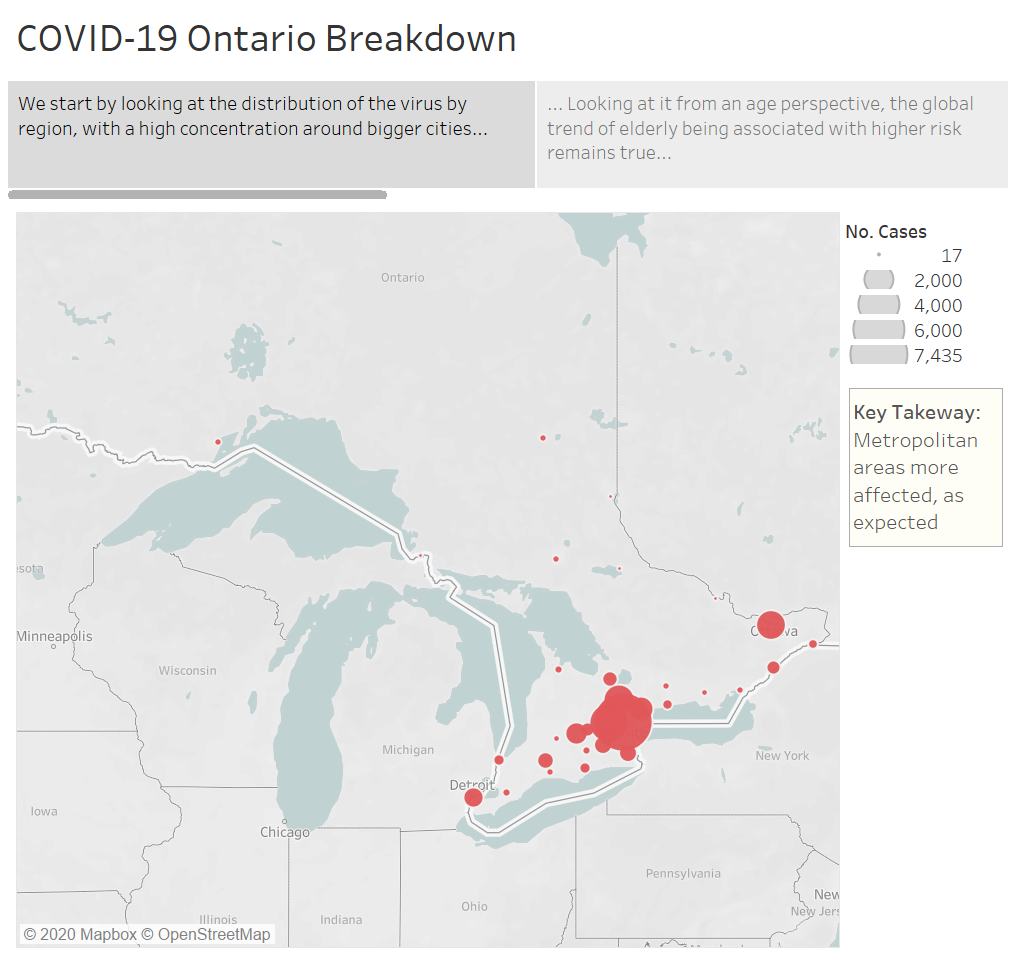 COVID-19 Ontario Breakdown
We start by looking at the distribution of the virus by
region, with a high concentration around bigger cities...
... Looking at it from an age perspective, the global
trend of elderly being associated with higher risk
remains true...
No. Cases
17
2,000
4,000
6,000
7,435
Key Takeway:
Metropolitan
areas more
affected, as
expected
Ontario
Minneapolis
Wisconsin
Michigan
New York
Detroit
Iowa
Chicago
Pennsylvania
Illinois
Indiana
Ohio
New
New Jers
© 2020 Mapbox © OpenStreetMap